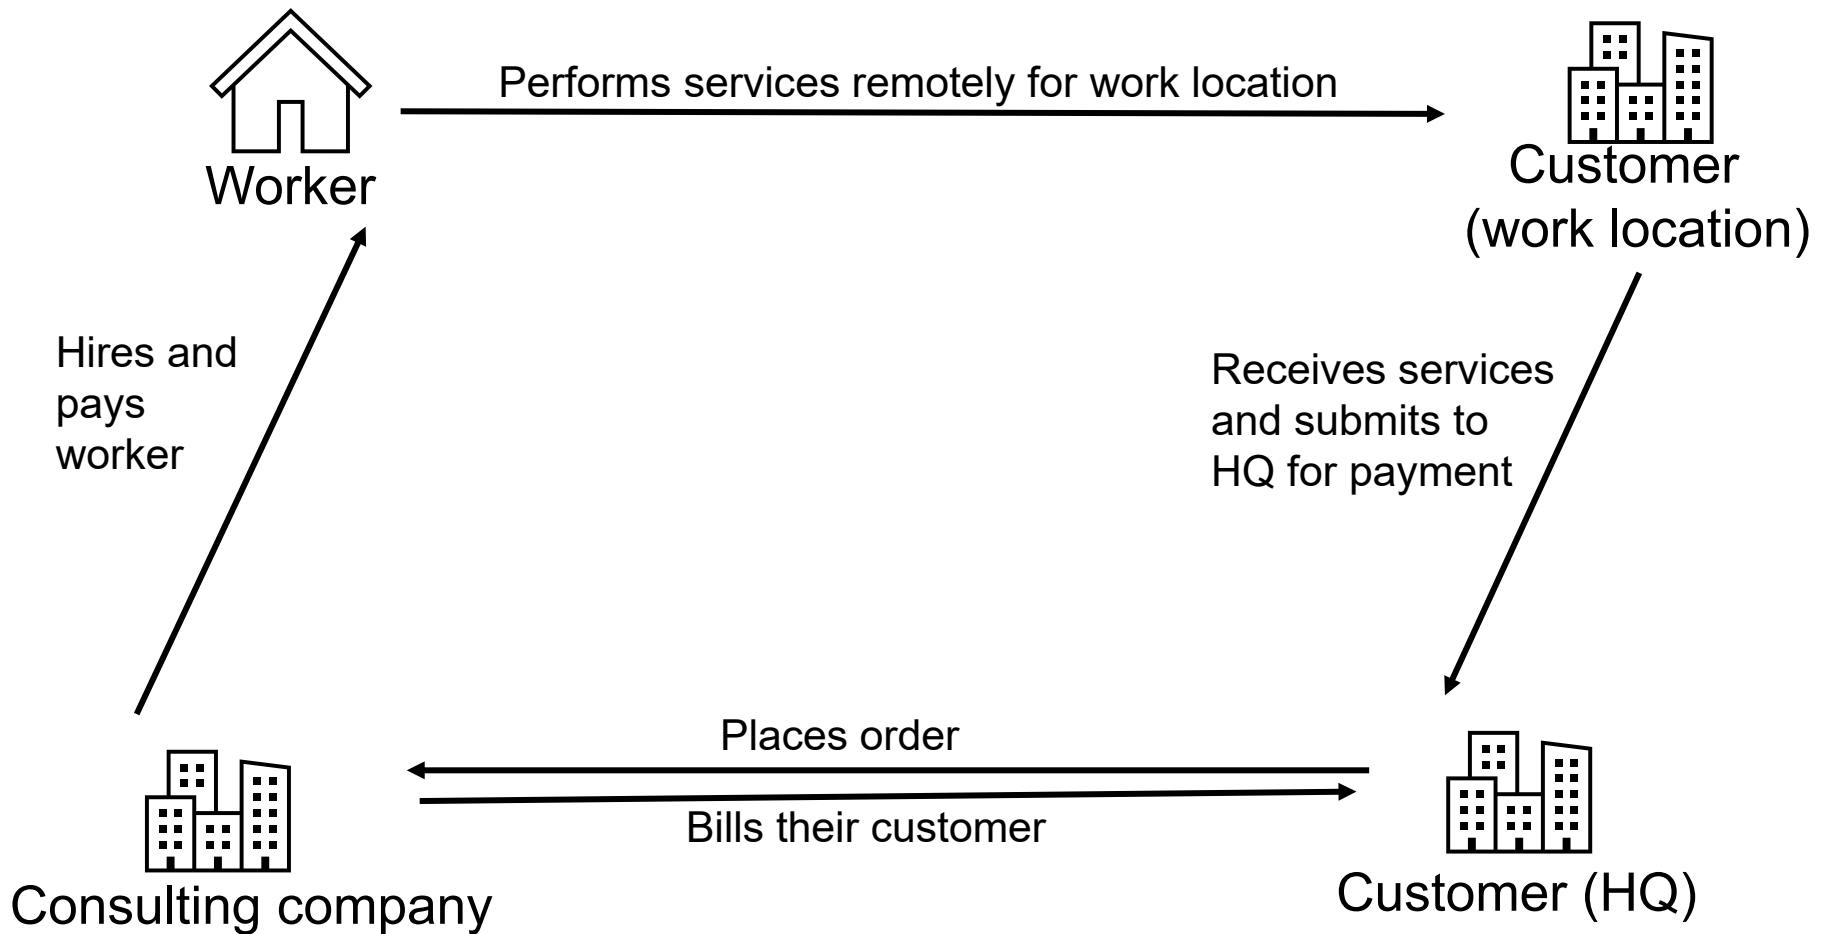 Performs services remotely for work location
Worker
Customer
(work location)
Hires and
pays
worker
Receives services
and submits to
HQ for payment
Places order
Bills their customer
Consulting company
Customer (HQ)